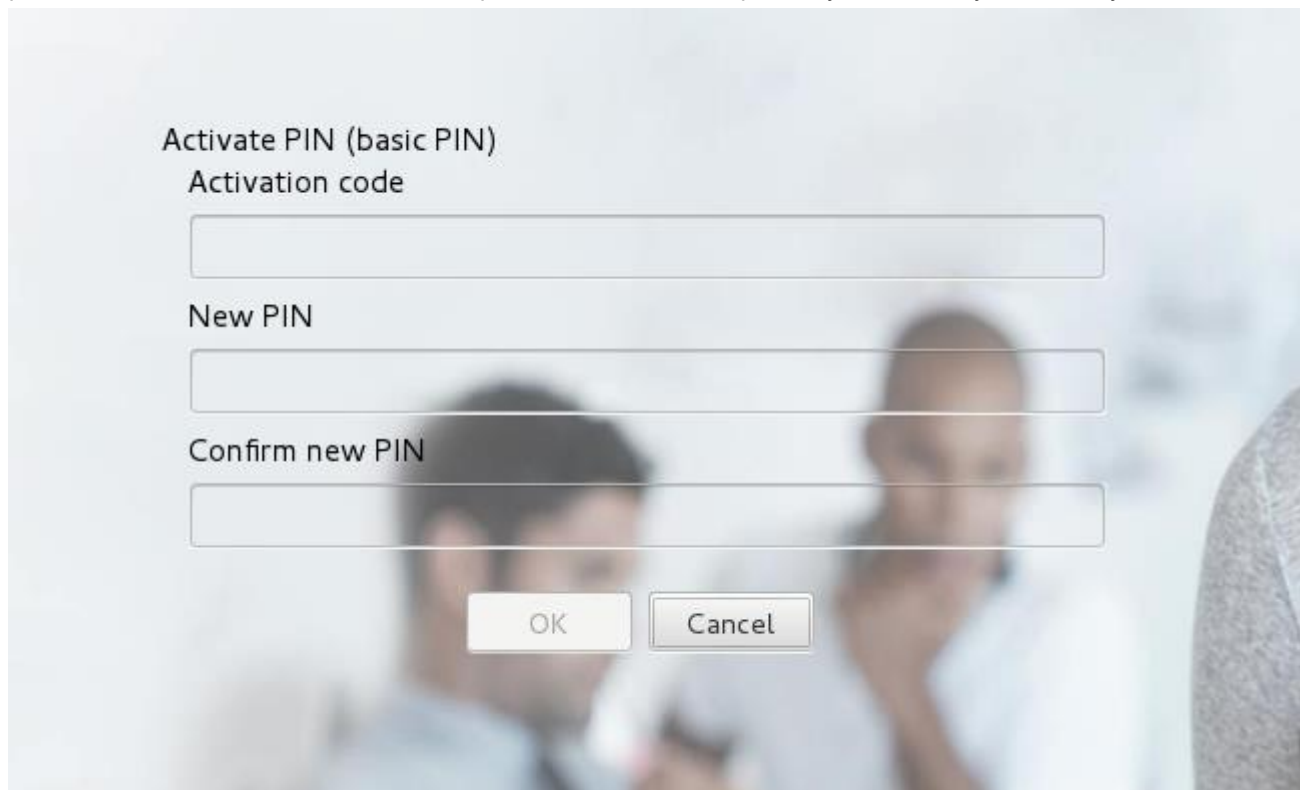 Activate PIN (basic PIN)
Activation code
New PIN
Confirm new PIN
OK Cancel